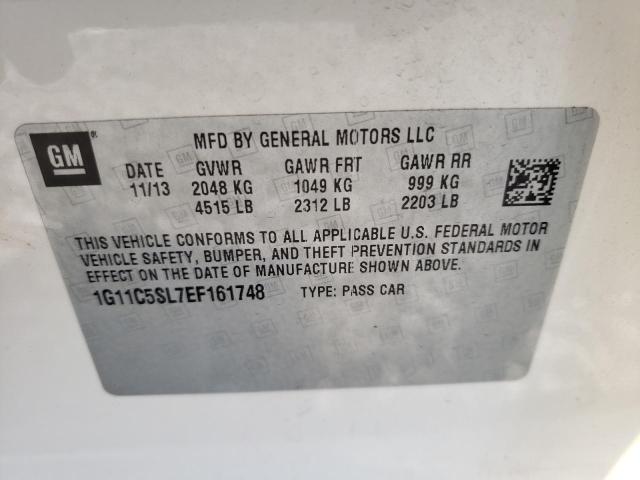 GM
MFD BY GENERAL MOTORS LLC
DATE GVWR GAWR FRT GAWR RR
11/13 2048 KG 1049 KG 999 KG
4515 LB 2312 LB 2203 LB
THIS VEHICLE CONFORMS TO ALL APPLICABLE U.S. FEDERAL MOTOR
VEHICLE SAFETY, BUMPER, AND THEFT PREVENTION STANDARDS IN
EFFECT ON THE DATE OF MANUFACTURE SHOWN ABOVE.
1G11C5SL7EF161748 TYPE: PASS CAR